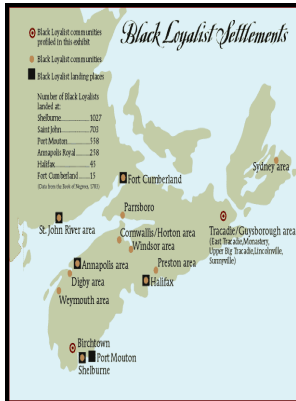 Black Loyalist Settlements
Black Loyalist communities
profiled in this exhibit
Black Loyalist communities
Black Loyalist landing places
Number of Black Loyalists
landed at:
Shelburne..............1027
Saint John..............703
Port Mouton..........558
Annapolis Royal.....258
Halifax....................45
Fort Cumberland......15
(Data from the Book of Negroes, 1783)
Sydney area
Fort Cumberland
Parrsboro
St. John River area
Cornwallis/Horton area
Windsor area
Tracadie/Guysborough area
(East Tracadie,Monastery,
Upper Big Tracadie,Lincolnville,
Sunnyville)
Annapolis area
Preston area
Digby area
Halifax
Weymouth area
Birchtown
Port Mouton
Shelburne